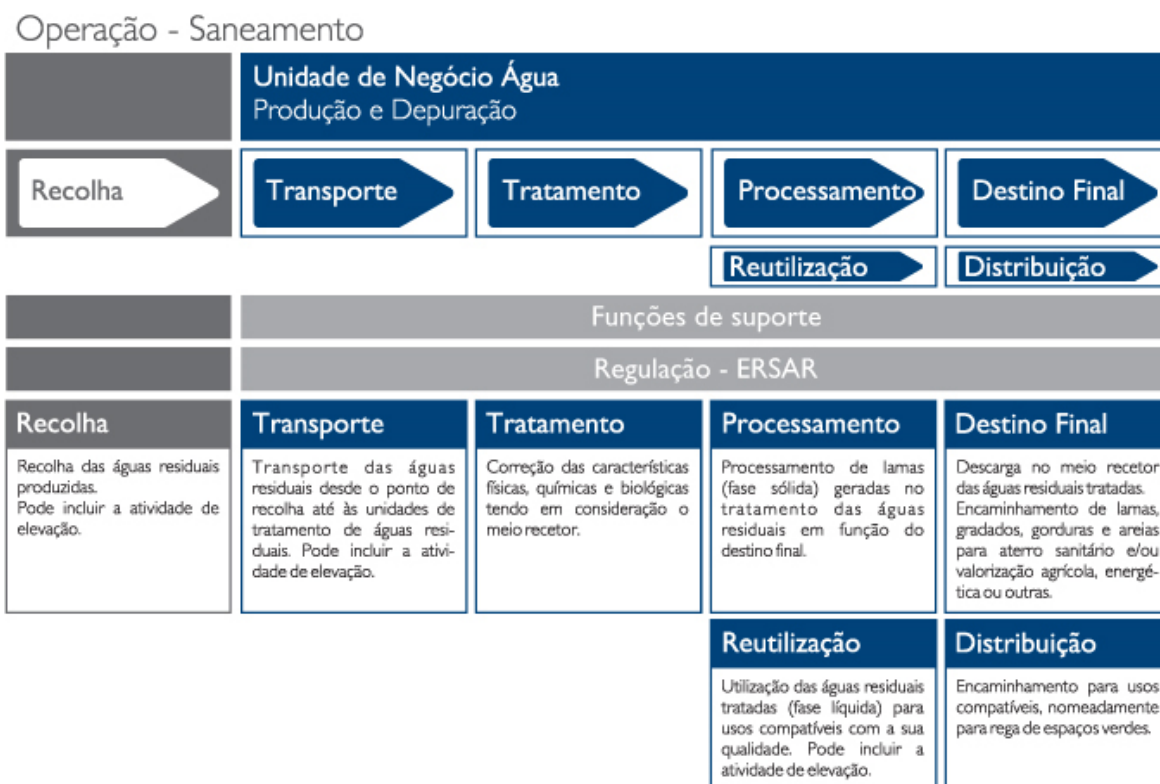 Operação - Saneamento
Unidade de Negócio Água
Produção e Depuração
Recolha
Transporte
Tratamento
Processamento
Destino Final
Reutilização
Distribuição
Funções de suporte
Regulação - ERSAR
Recolha
Recolha das águas residuais
produzidas.
Pode incluir a atividade de
elevação.
Transporte
Transporte das águas
residuais desde o ponto de
recolha até às unidades de
tratamento de águas resi-
duais. Pode incluir a ativi-
dade de elevação.
Tratamento
Correção das características
físicas, químicas e biológicas
tendo em consideração o
meio recetor.
Processamento
Processamento de lamas
(fase sólida) geradas no
tratamento das águas
residuais em função do
destino final.
Destino Final
Descarga no meio recetor
das águas residuais tratadas.
Encaminhamento de lamas,
gradados, gorduras e areias
para aterro sanitário e/ou
valorização agrícola, energé-
tica ou outras.
Reutilização
Utilização das águas residuais
tratadas (fase líquida) para
usos compatíveis com a sua
qualidade. Pode incluir a
atividade de elevação.
Distribuição
Encaminhamento para usos
compatíveis, nomeadamente
para rega de espaços verdes.